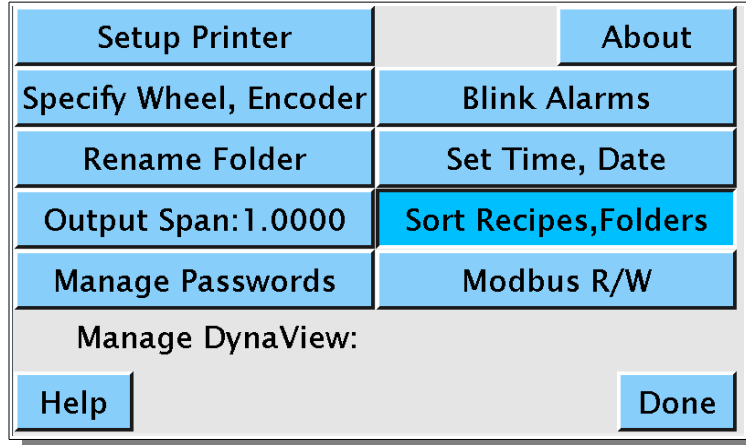 Setup Printer About
Specify Wheel, Encoder Blink Alarms
Rename Folder Set Time, Date
Output Span:1.0000 Sort Recipes,Folders
Manage Passwords Modbus R/W
Manage DynaView:
Help Done